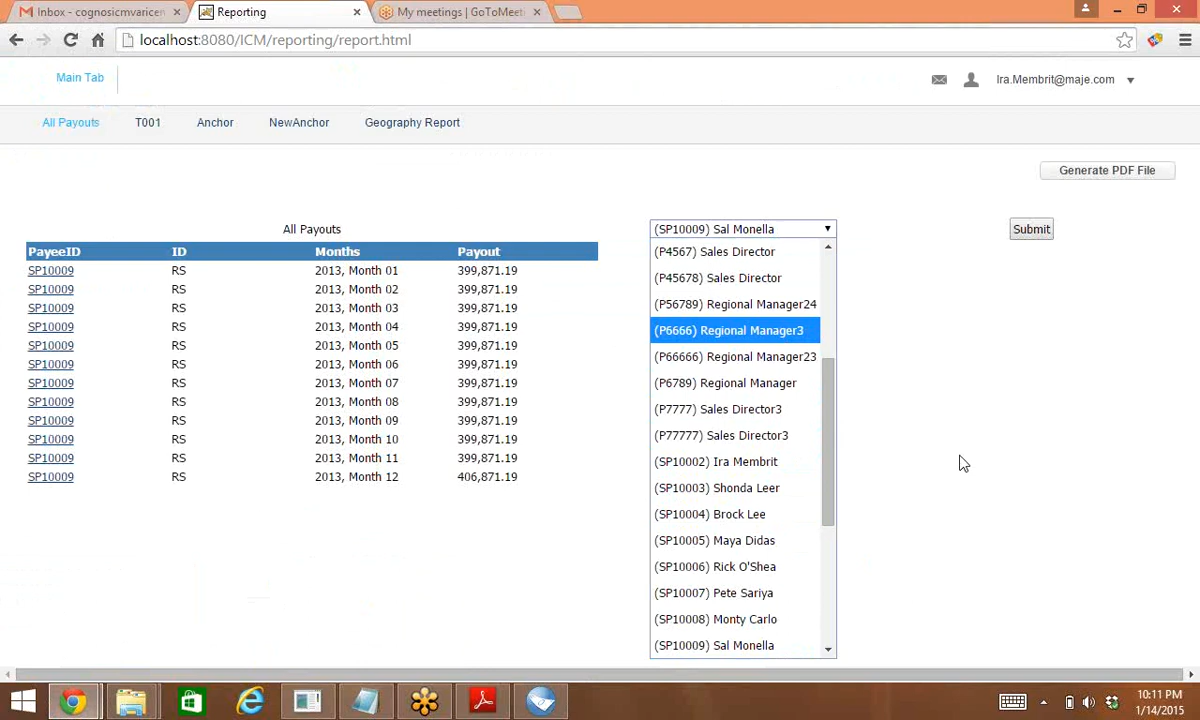 Inbox - cognosicmvaricen
Reporting
My meetings | GoToMeeti
localhost:8080/ICM/reporting/report.html
Main Tab
Ira.Membrit@maje.com
All Payouts T001 Anchor NewAnchor Geography Report
Generate PDF File
All Payouts
PayeeID ID Months Payout
SP10009 RS 2013, Month 01 399,871.19
SP10009 RS 2013, Month 02 399,871.19
SP10009 RS 2013, Month 03 399,871.19
SP10009 RS 2013, Month 04 399,871.19
SP10009 RS 2013, Month 05 399,871.19
SP10009 RS 2013, Month 06 399,871.19
SP10009 RS 2013, Month 07 399,871.19
SP10009 RS 2013, Month 08 399,871.19
SP10009 RS 2013, Month 09 399,871.19
SP10009 RS 2013, Month 10 399,871.19
SP10009 RS 2013, Month 11 399,871.19
SP10009 RS 2013, Month 12 406,871.19
(SP10009) Sal Monella
(P4567) Sales Director
(P45678) Sales Director
(P56789) Regional Manager24
(P6666) Regional Manager3
(P66666) Regional Manager23
(P6789) Regional Manager
(P7777) Sales Director3
(P77777) Sales Director3
(SP10002) Ira Membrit
(SP10003) Shonda Leer
(SP10004) Brock Lee
(SP10005) Maya Didas
(SP10006) Rick O'Shea
(SP10007) Pete Sariya
(SP10008) Monty Carlo
(SP10009) Sal Monella
Submit
10:11 PM
1/14/2015